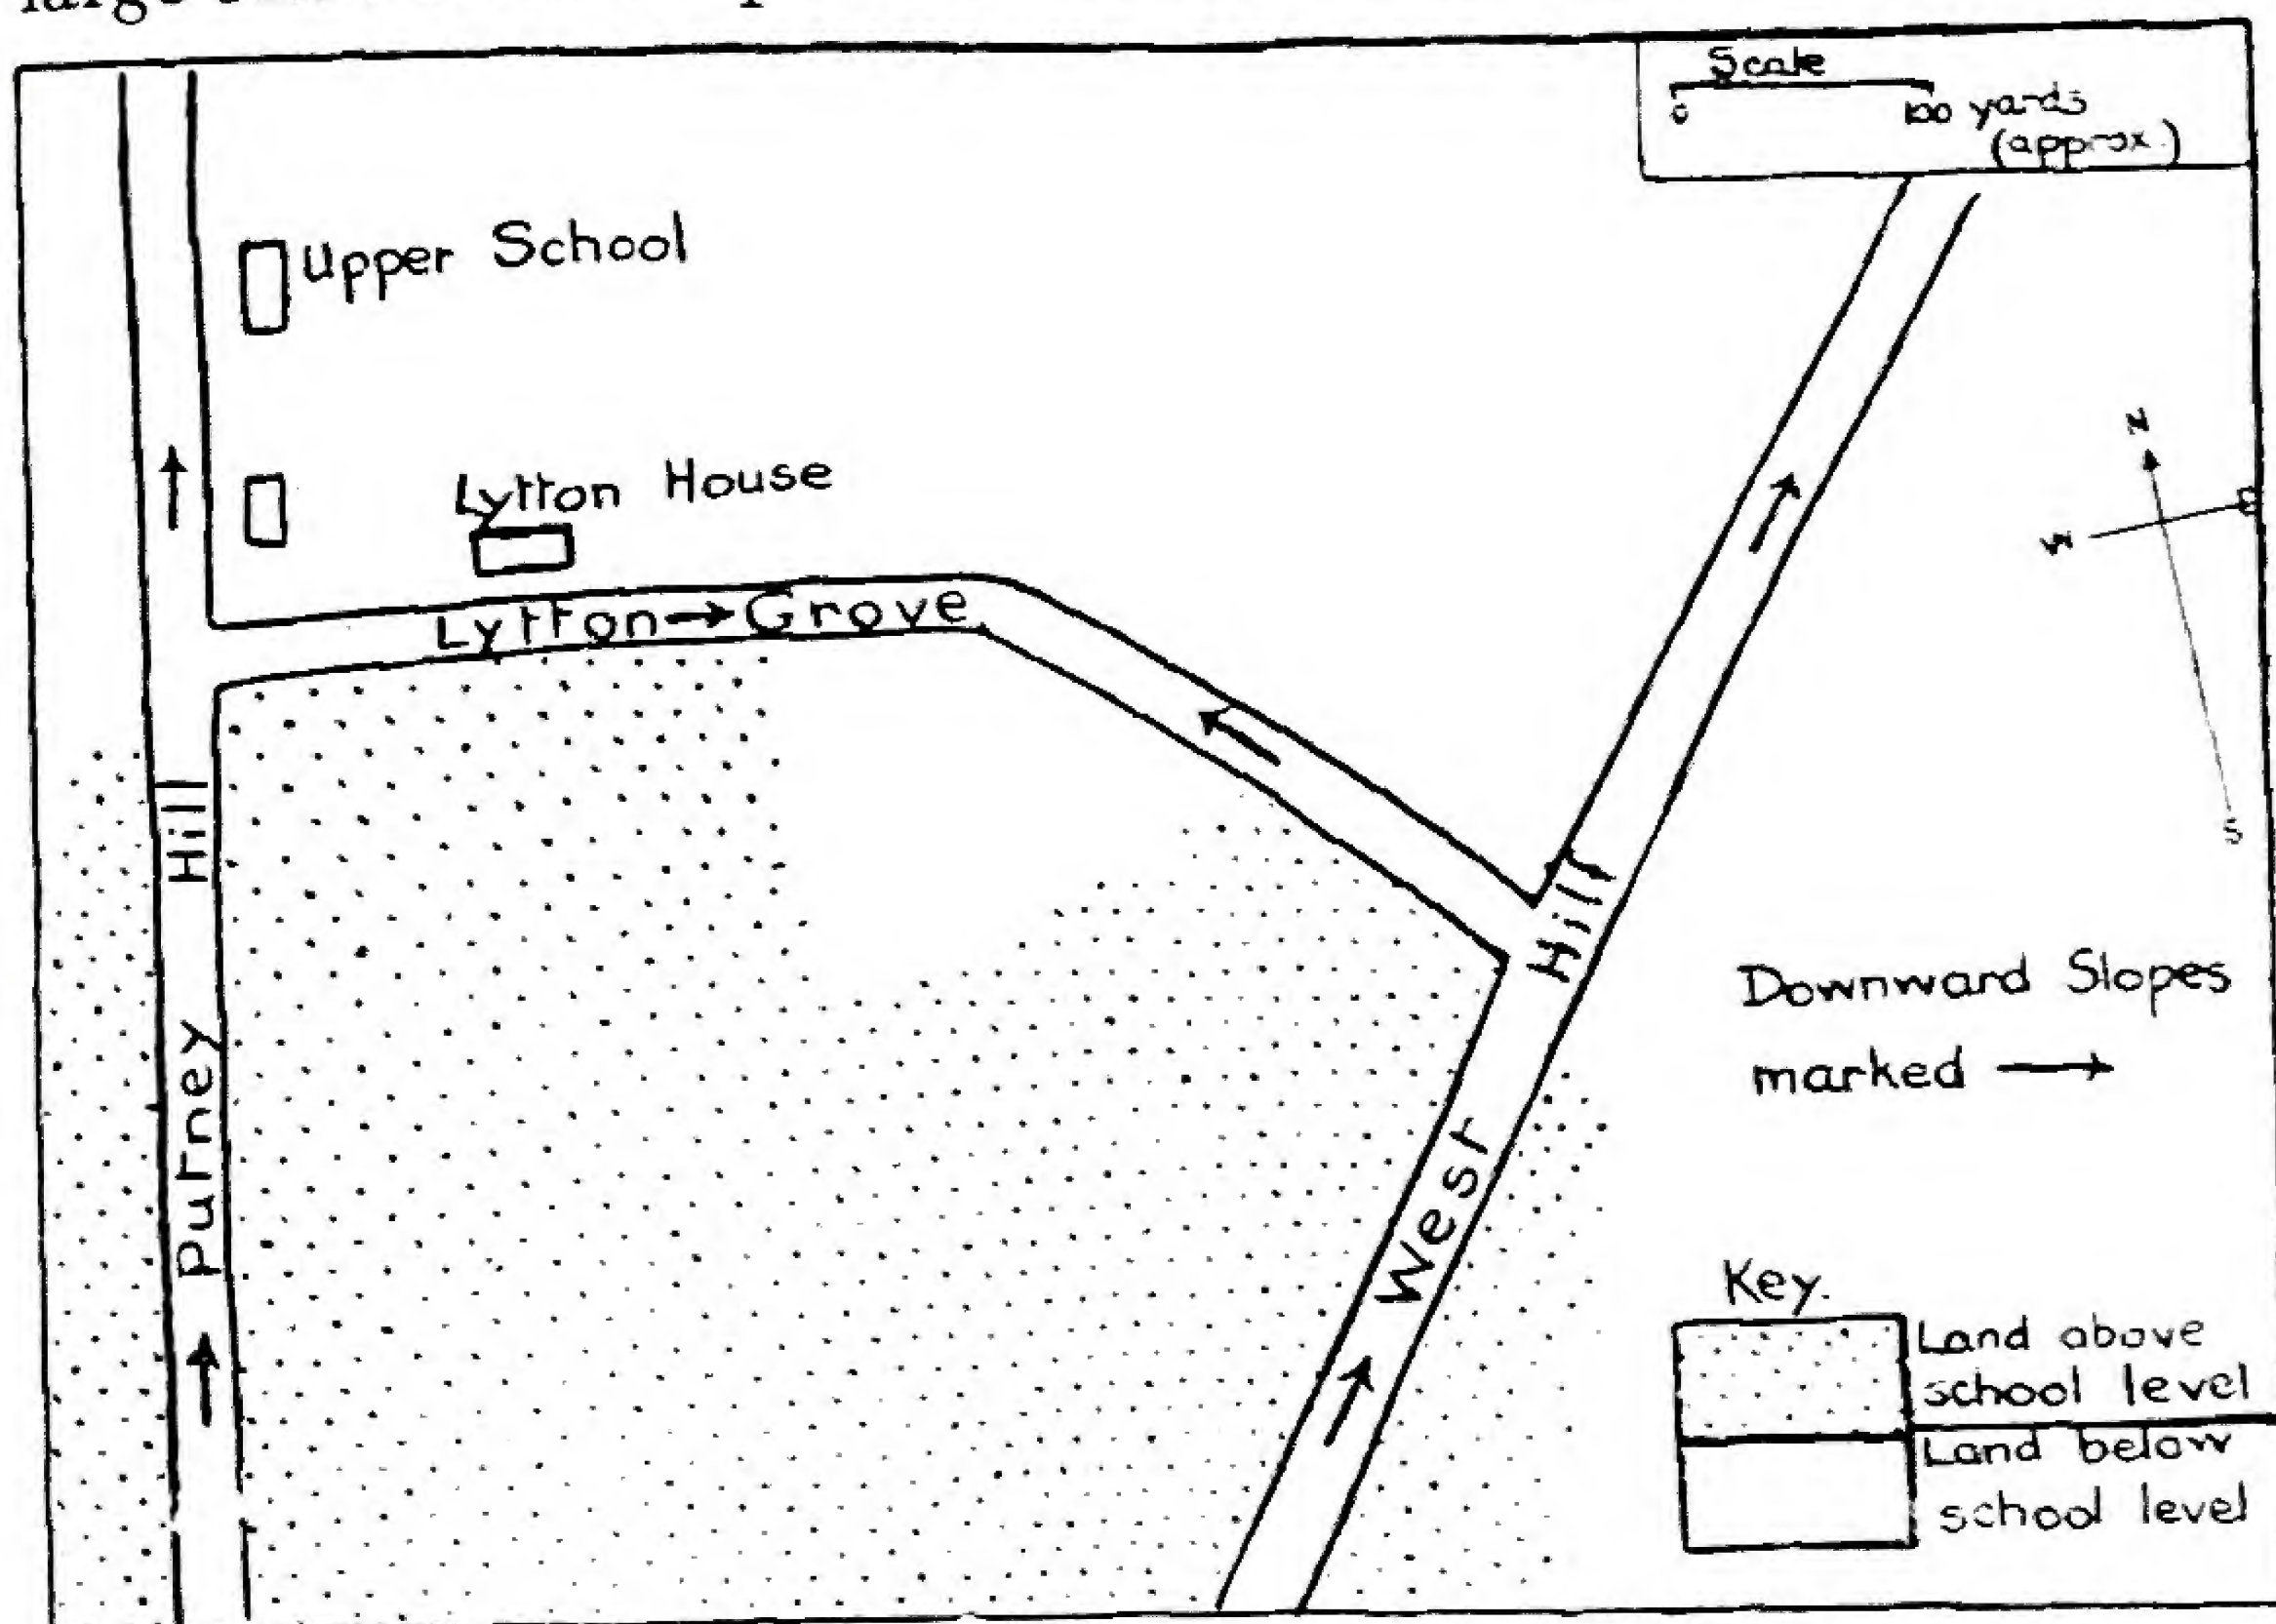 Scale
0 100 yards
(approx.)
Upper School
N
Lytton House
W E
Lytton → Grove
S
Putney Hill
West Hill
Downward Slopes
marked →
Key.
Land above
school level
Land below
school level